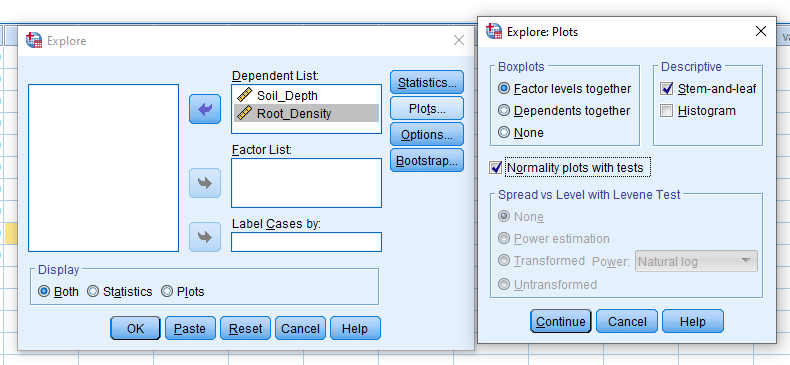 Explore
Dependent List:
Soil_Depth
Root_Density
Factor List:
Label Cases by:
Statistics...
Plots...
Options...
Bootstrap...
Display
Both Statistics Plots
OK Paste Reset Cancel Help
Explore: Plots
Boxplots
Factor levels together
Dependents together
None
Descriptive
Stem-and-leaf
Histogram
Normality plots with tests
Spread vs Level with Levene Test
None
Power estimation
Transformed Power: Natural log
Untransformed
Continue Cancel Help
va